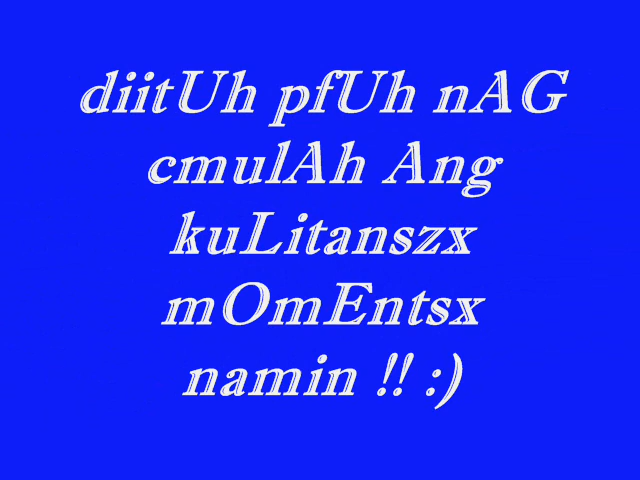 diitUh pfUh nAG
cmulAh Ang
kuLitanszx
mOmEntsx
namin !! :)